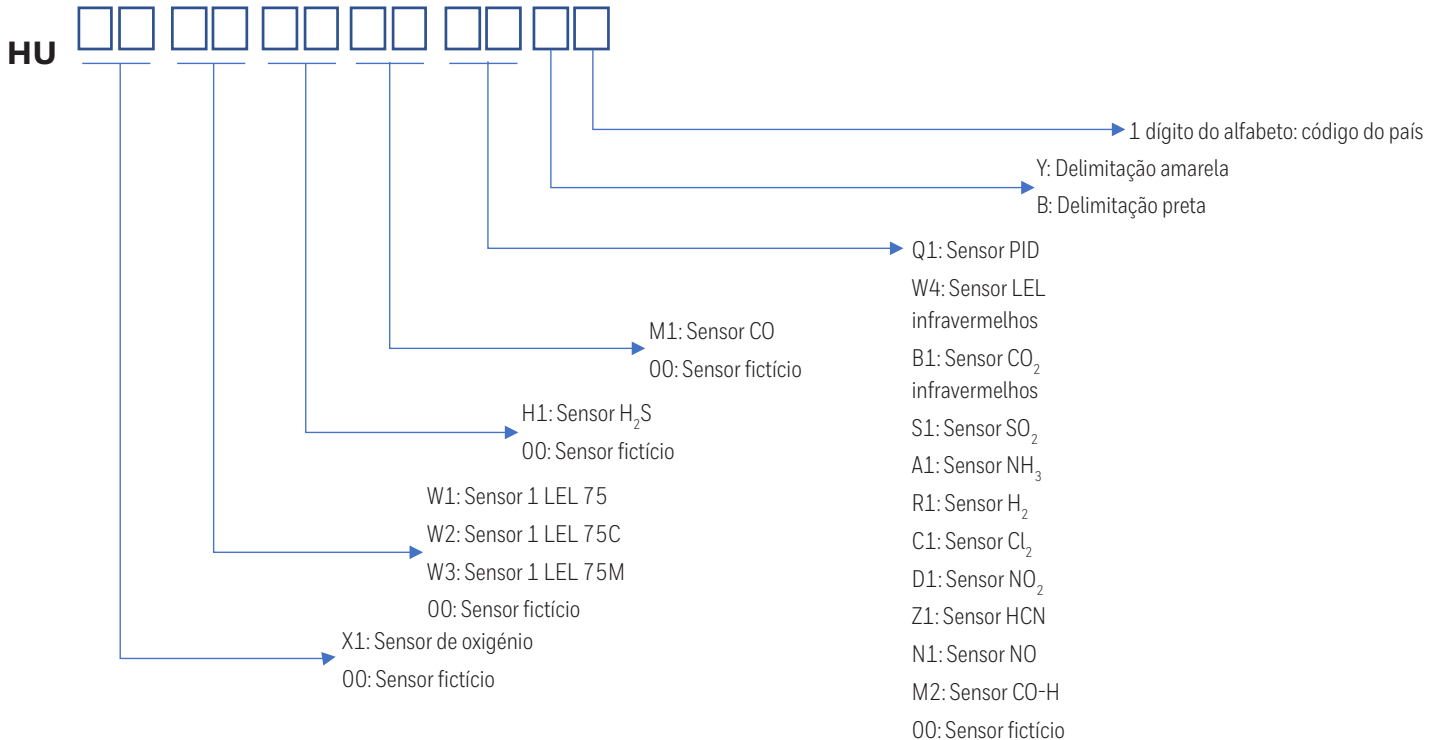 HU
1 dígito do alfabeto: código do país
Y: Delimitação amarela
B: Delimitação preta
Q1: Sensor PID
W4: Sensor LEL
infravermelhos
B1: Sensor CO₂
infravermelhos
S1: Sensor SO₂
A1: Sensor NH₃
R1: Sensor H₂
C1: Sensor Cl₂
D1: Sensor NO₂
Z1: Sensor HCN
N1: Sensor NO
M2: Sensor CO-H
00: Sensor fictício
M1: Sensor CO
00: Sensor fictício
H1: Sensor H₂S
00: Sensor fictício
W1: Sensor 1 LEL 75
W2: Sensor 1 LEL 75C
W3: Sensor 1 LEL 75M
00: Sensor fictício
X1: Sensor de oxigénio
00: Sensor fictício